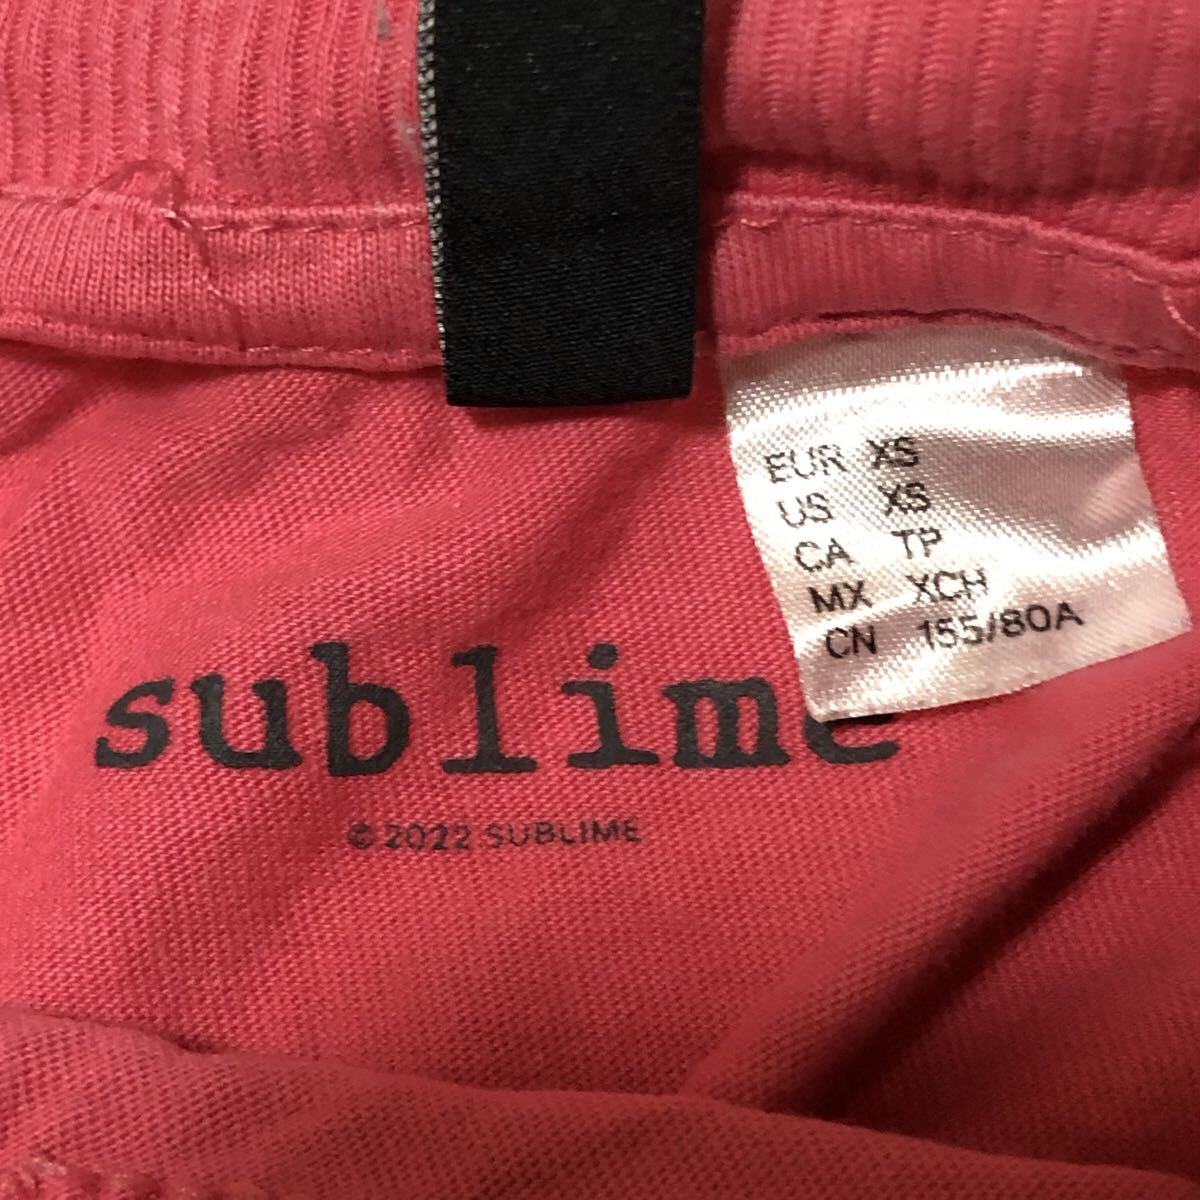 EUR XS
US XS
CA TP
MX XCH
CN 155/80A
sublime
© 2022 SUBLIME